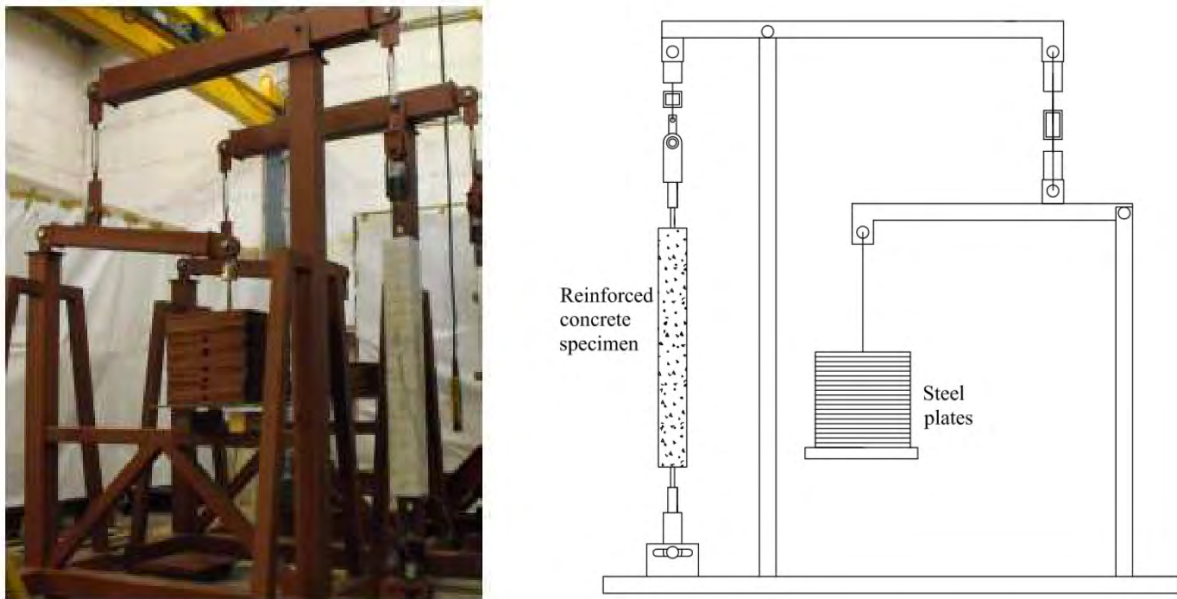 Reinforced
concrete
specimen
Steel
plates